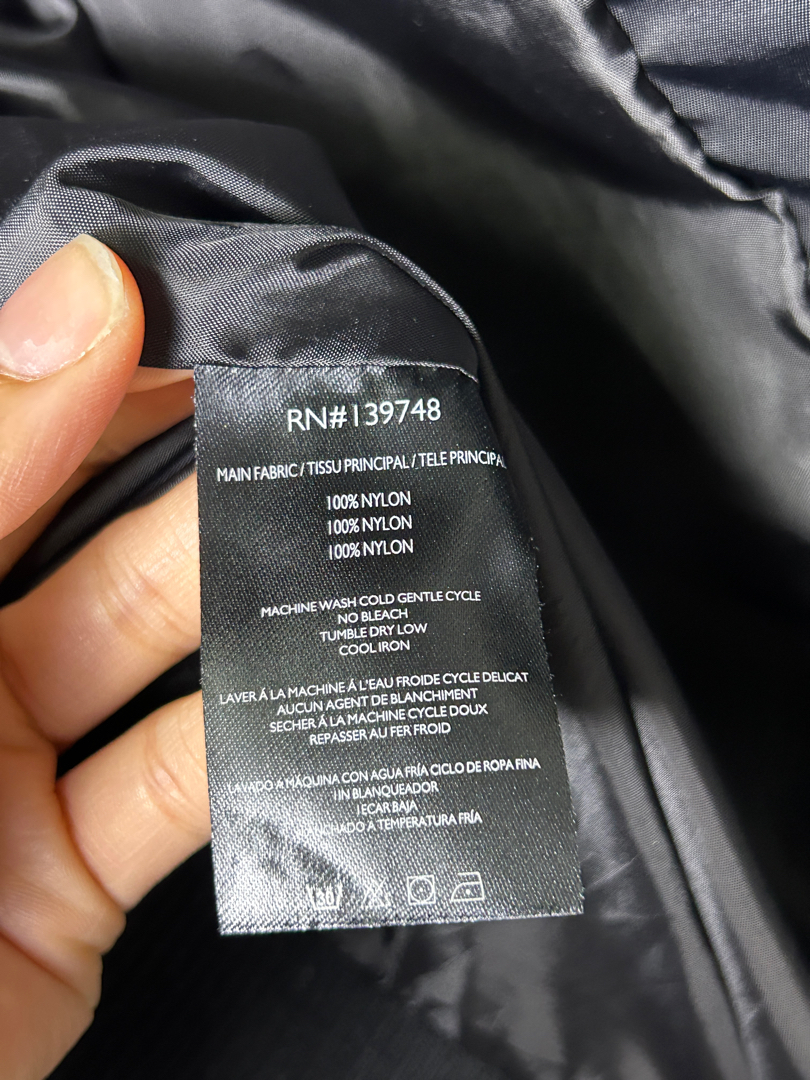 RN#139748
MAIN FABRIC / TISSU PRINCIPAL / TELE PRINCIPAL
100% NYLON
100% NYLON
100% NYLON
MACHINE WASH COLD GENTLE CYCLE
NO BLEACH
TUMBLE DRY LOW
COOL IRON
LAVER Á LA MACHINE Á L'EAU FROIDE CYCLE DELICAT
AUCUN AGENT DE BLANCHIMENT
SECHER Á LA MACHINE CYCLE DOUX
REPASSER AU FER FROID
LAVADO A MÁQUINA CON AGUA FRÍA CICLO DE ROPA FINA
BLANQUEADOR
BAJA
A TEMPERATURA FRÍA
30